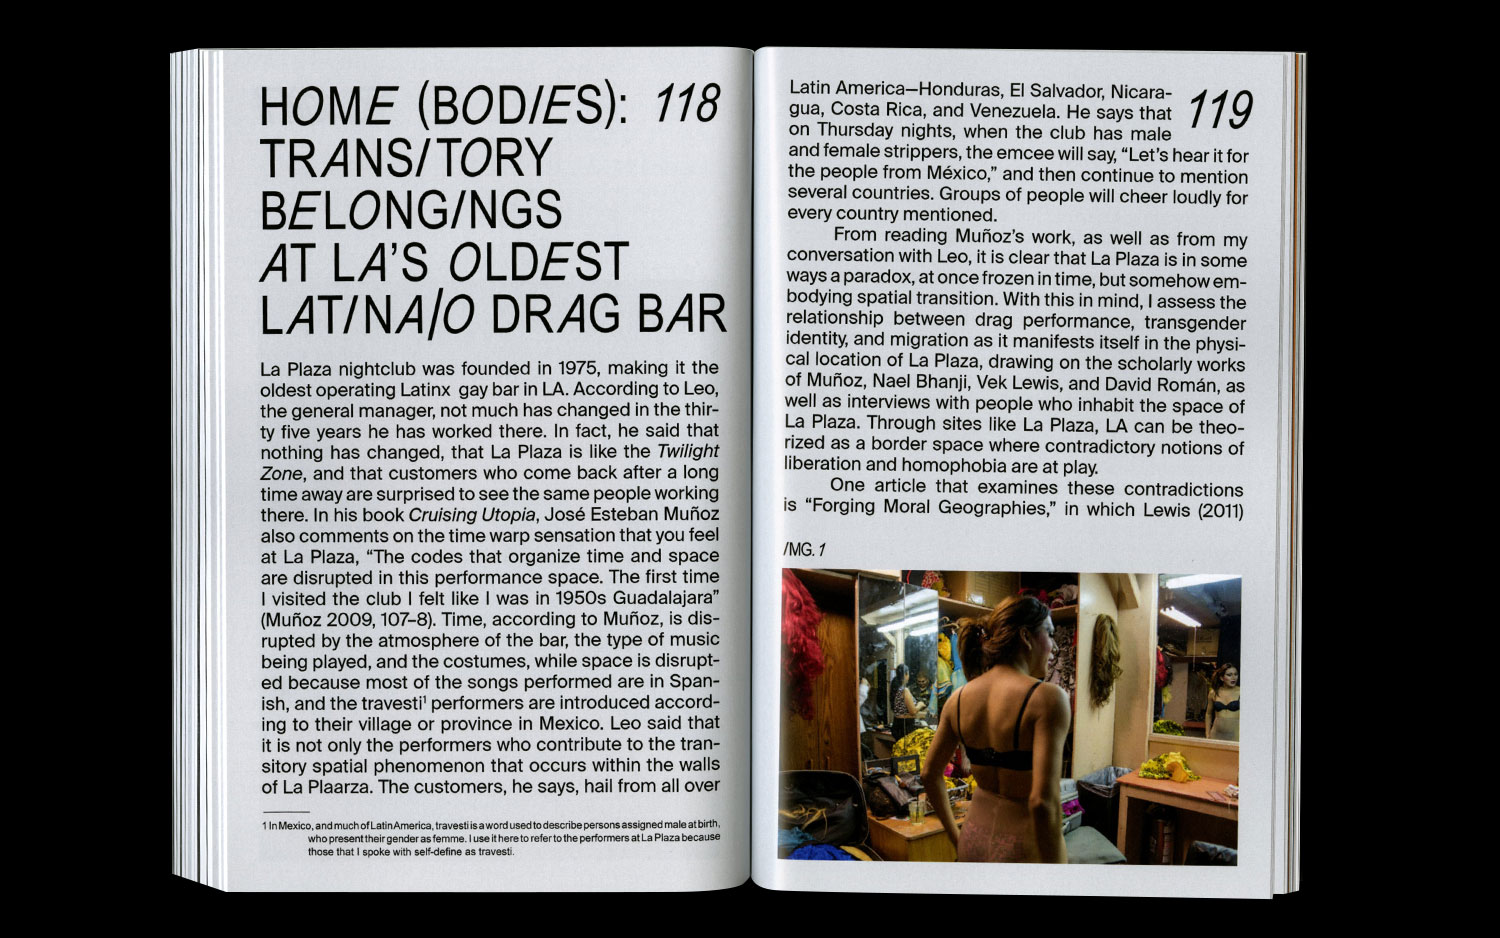 HOME (BODIES): 118
TRANS/TORY
BELONG/NGS
AT LA'S OLDEST
LAT/NA/O DRAG BAR
La Plaza nightclub was founded in 1975, making it the
oldest operating Latinx gay bar in LA. According to Leo,
the general manager, not much has changed in the thir-
ty five years he has worked there. In fact, he said that
nothing has changed, that La Plaza is like the Twilight
Zone, and that customers who come back after a long
time away are surprised to see the same people working
there. In his book Cruising Utopia, José Esteban Muñoz
also comments on the time warp sensation that you feel
at La Plaza, “The codes that organize time and space
are disrupted in this performance space. The first time
I visited the club I felt like I was in 1950s Guadalajara”
(Muñoz 2009, 107–8). Time, according to Muñoz, is dis-
rupted by the atmosphere of the bar, the type of music
being played, and the costumes, while space is disrupt-
ed because most of the songs performed are in Span-
ish, and the travesti¹ performers are introduced accord-
ing to their village or province in Mexico. Leo said that
it is not only the performers who contribute to the tran-
sitory spatial phenomenon that occurs within the walls
of La Plaarza. The customers, he says, hail from all over
1 In Mexico, and much of Latin America, travesti is a word used to describe persons assigned male at birth,
who present their gender as femme. I use it here to refer to the performers at La Plaza because
those that I spoke with self-define as travesti.
119
Latin America—Honduras, El Salvador, Nicara-
gua, Costa Rica, and Venezuela. He says that
on Thursday nights, when the club has male
and female strippers, the emcee will say, “Let’s hear it for
the people from México,” and then continue to mention
several countries. Groups of people will cheer loudly for
every country mentioned.
From reading Muñoz’s work, as well as from my
conversation with Leo, it is clear that La Plaza is in some
ways a paradox, at once frozen in time, but somehow em-
bodying spatial transition. With this in mind, I assess the
relationship between drag performance, transgender
identity, and migration as it manifests itself in the physi-
cal location of La Plaza, drawing on the scholarly works
of Muñoz, Nael Bhanji, Vek Lewis, and David Román, as
well as interviews with people who inhabit the space of
La Plaza. Through sites like La Plaza, LA can be theo-
rized as a border space where contradictory notions of
liberation and homophobia are at play.
One article that examines these contradictions
is “Forging Moral Geographies,” in which Lewis (2011)
/MG. 1